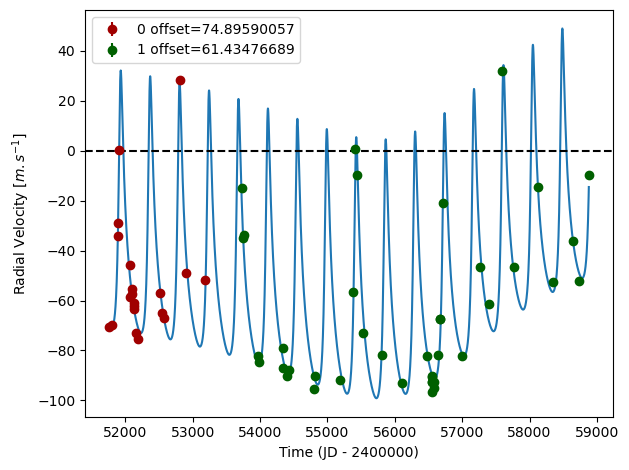 0 offset=74.89590057
1 offset=61.43476689
Radial Velocity [m. s⁻¹]
40
20
0
−20
−40
−60
−80
−100
52000 53000 54000 55000 56000 57000 58000 59000
Time (JD - 2400000)